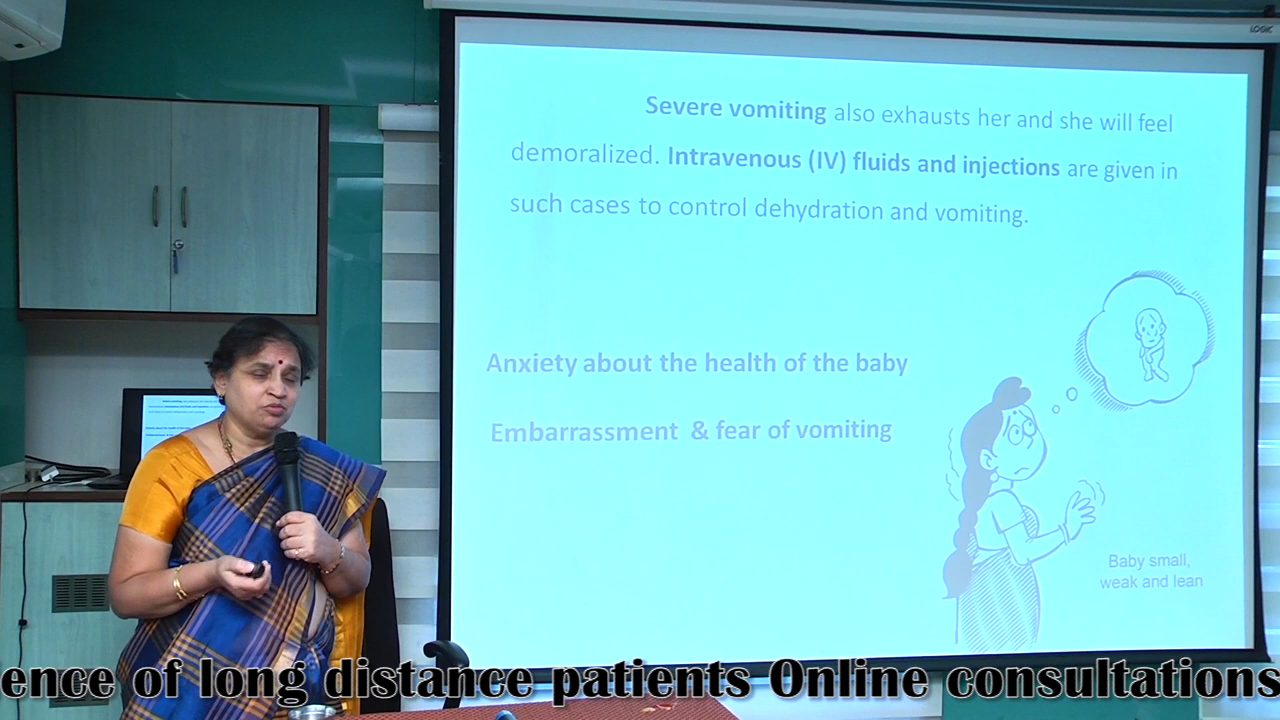 LOGIC
Severe vomiting also exhausts her and she will feel
demoralized. Intravenous (IV) fluids and injections are given in
such cases to control dehydration and vomiting.
Anxiety about the health of the baby
Embarrassment & fear of vomiting
Baby small,
weak and lean
ence of long distance patients Online consultations